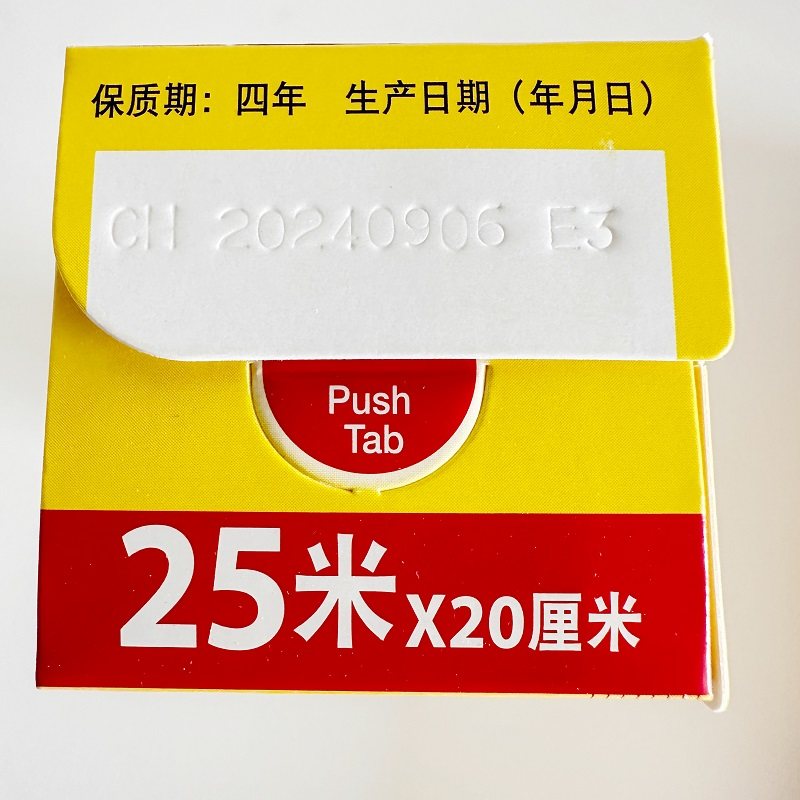 保质期：四年 生产日期（年月日）
CH 20240906 E3
Push
Tab
25米X20厘米